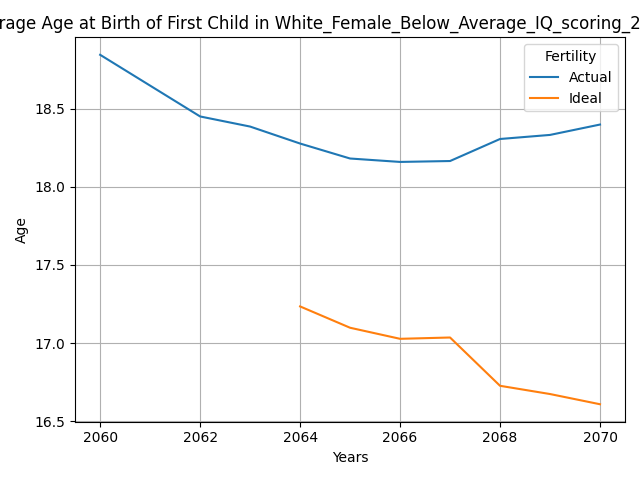 rage Age at Birth of First Child in White_Female_Below_Average_IQ_scoring_2
Fertility
Actual
Ideal
Age
18.5
18.0
17.5
17.0
16.5
2060 2062 2064 2066 2068 2070
Years